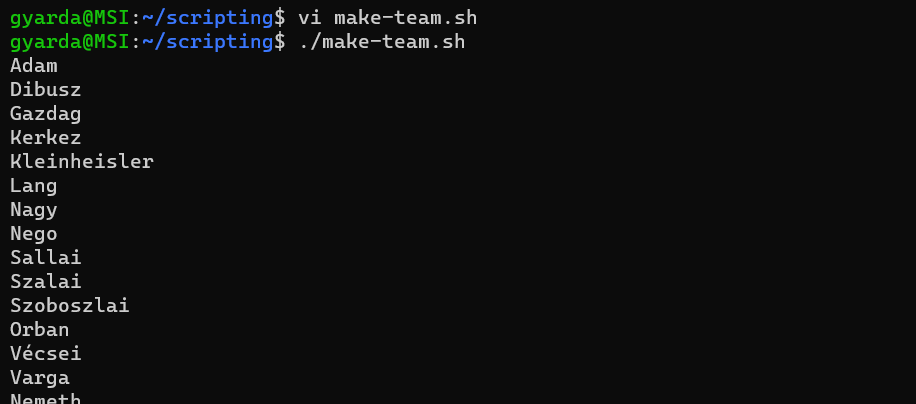 gyarda@MSI:~/scripting$ vi make-team.sh
gyarda@MSI:~/scripting$ ./make-team.sh
Adam
Dibusz
Gazdag
Kerkez
Kleinheisler
Lang
Nagy
Nego
Sallai
Szalai
Szoboszlai
Orban
Vécsei
Varga
Nemeth